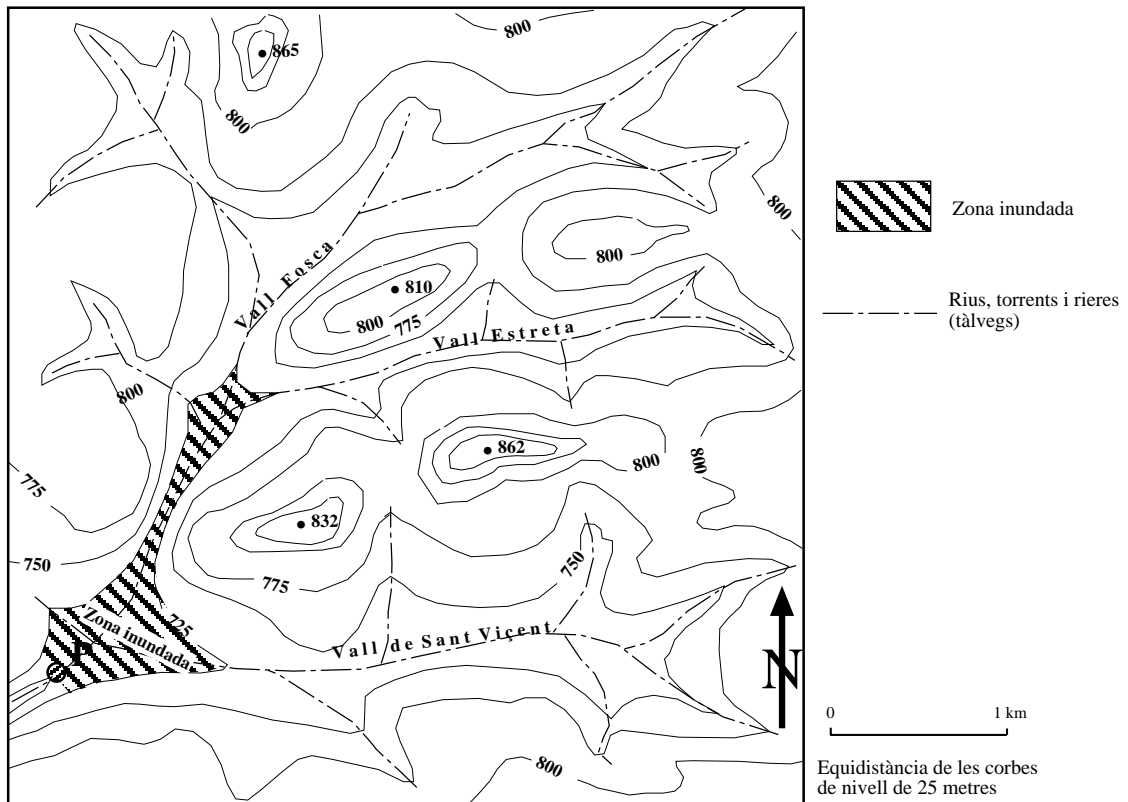 800
865
800
Vall Fosca
800
800
810
800
775
Vall Estreta
800
862
800
800
775
832
750
775
750
725
Zona inundada
P
Vall de Sant Viçent
N
800
Zona inundada
Rius, torrents i rieres
(tàlvegs)
0 1 km
Equidistància de les corbes
de nivell de 25 metres